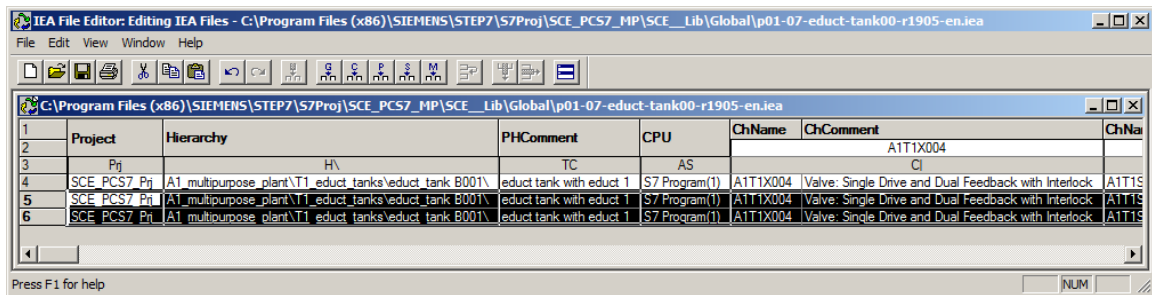 IEA File Editor: Editing IEA Files - C:\Program Files (x86)\SIEMENS\STEP7\S7Proj\SCE_PCS7_MP\SCE__Lib\Global\p01-07-educt-tank00-r1905-en.iea
File Edit View Window Help
C:\Program Files (x86)\SIEMENS\STEP7\S7Proj\SCE_PCS7_MP\SCE__Lib\Global\p01-07-educt-tank00-r1905-en.iea
1 Project Hierarchy PHComment CPU ChName ChComment ChNa
2 A1T1X004
3 Prj H\ TC AS CI
4 SCE_PCS7_Prj A1_multipurpose_plant\T1_educt_tanks\educt_tank B001\ educt tank with educt 1 S7 Program(1) A1T1X004 Valve: Single Drive and Dual Feedback with Interlock A1T1S
5 SCE_PCS7_Prj A1_multipurpose_plant\T1_educt_tanks\educt_tank B001\ educt tank with educt 1 S7 Program(1) A1T1X004 Valve: Single Drive and Dual Feedback with Interlock A1T1S
6 SCE_PCS7_Prj A1_multipurpose_plant\T1_educt_tanks\educt_tank B001\ educt tank with educt 1 S7 Program(1) A1T1X004 Valve: Single Drive and Dual Feedback with Interlock A1T1S
Press F1 for help NUM